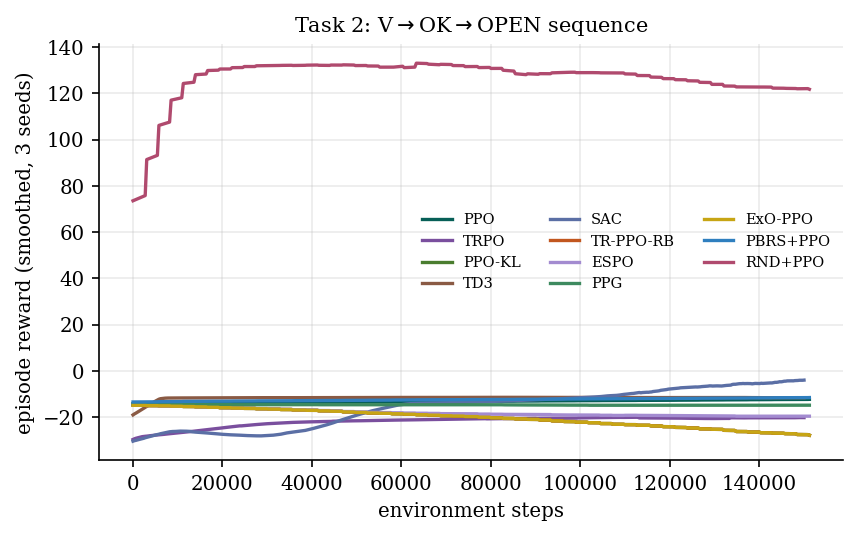 Task 2: V→OK→OPEN sequence
episode reward (smoothed, 3 seeds)
140
120
100
80
60
40
20
0
−20
PPO
TRPO
PPO-KL
TD3
SAC
TR-PPO-RB
ESPO
PPG
ExO-PPO
PBRS+PPO
RND+PPO
0 20000 40000 60000 80000 100000 120000 140000
environment steps